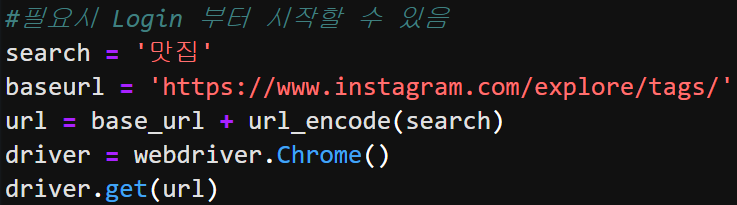 #필요시 Login 부터 시작할 수 있음
search = '맛집'
baseurl = 'https://www.instagram.com/explore/tags/'
url = base_url + url_encode(search)
driver = webdriver.Chrome()
driver.get(url)